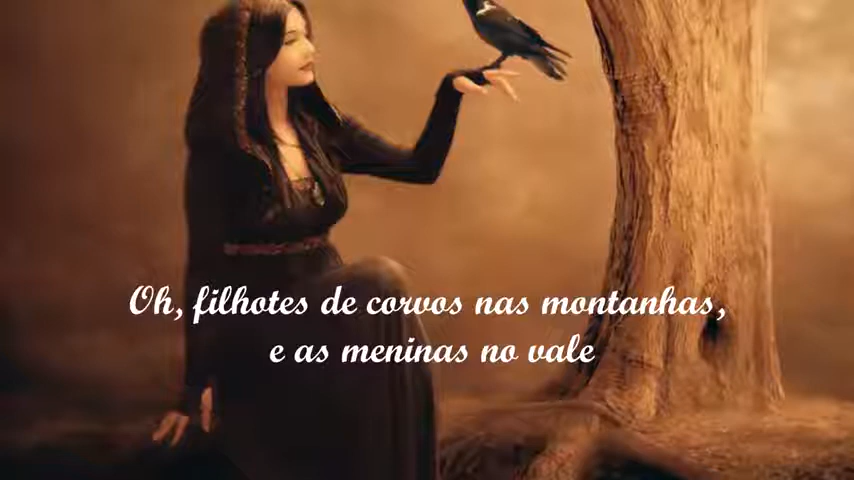 Oh, filhotes de corvos nas montanhas,
e as meninas no vale